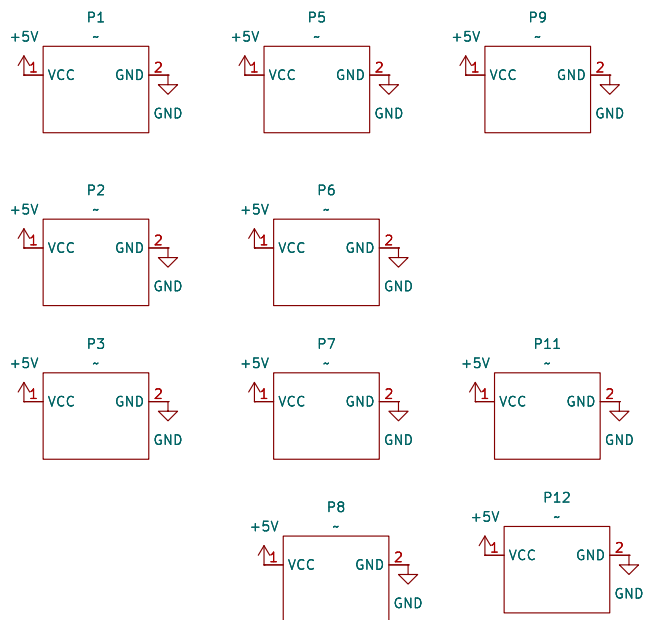 P1 P5 P9
+5V ~ +5V ~ +5V ~
1 VCC GND 2 1 VCC GND 2 1 VCC GND 2
GND GND GND
P2 P6
+5V ~ +5V ~
1 VCC GND 2 1 VCC GND 2
GND GND
P3 P7 P11
+5V ~ +5V ~ +5V ~
1 VCC GND 2 1 VCC GND 2 1 VCC GND 2
GND GND GND
P12
P8
+5V ~
+5V ~
1 VCC GND 2
1 VCC GND 2
GND
GND